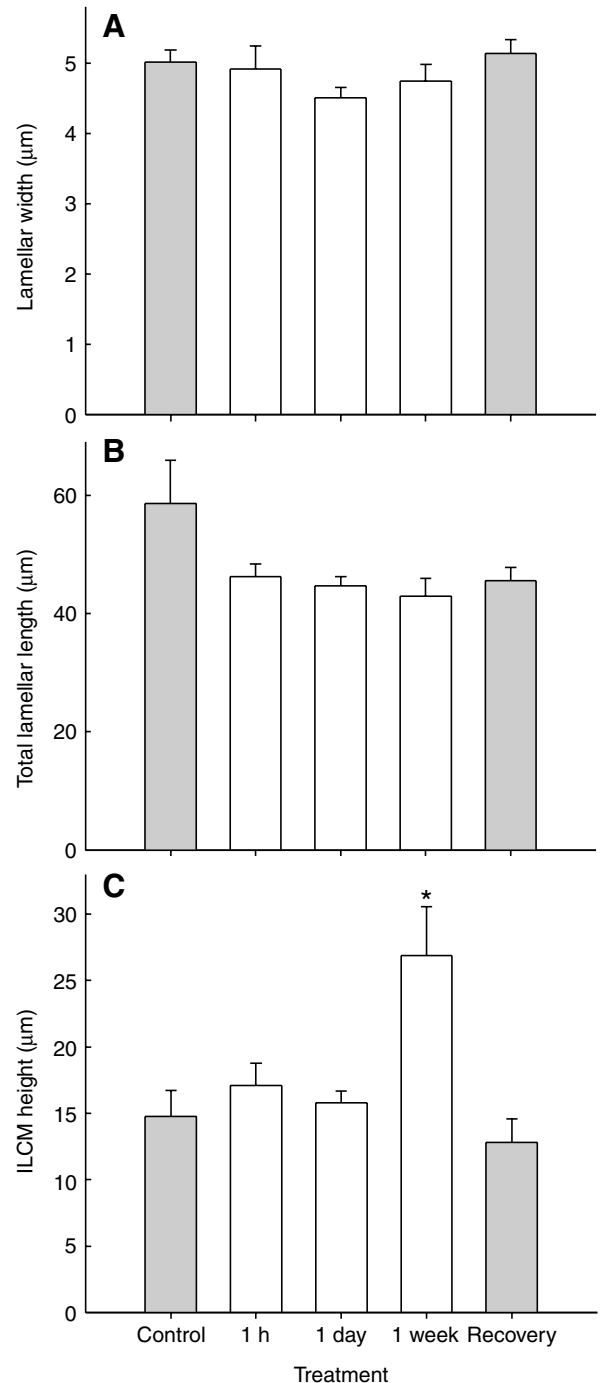 A
5
4
3
2
1
0
Lamellar width (μm)
B
60
40
20
0
Total lamellar length (μm)
C
*
30
25
20
15
10
5
0
ILCM height (μm)
Control 1 h 1 day 1 week Recovery
Treatment